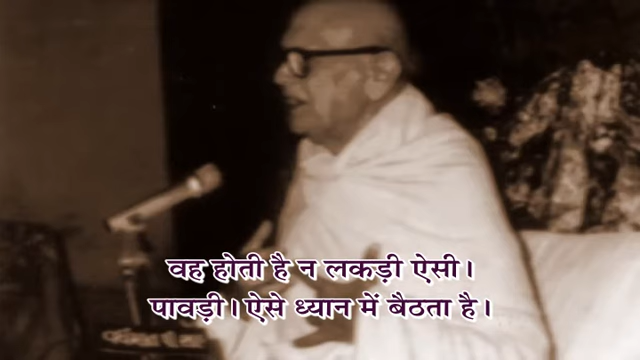 वह होती है न लकड़ी ऐसी।
पावड़ी। ऐसे ध्यान में बैठता है।